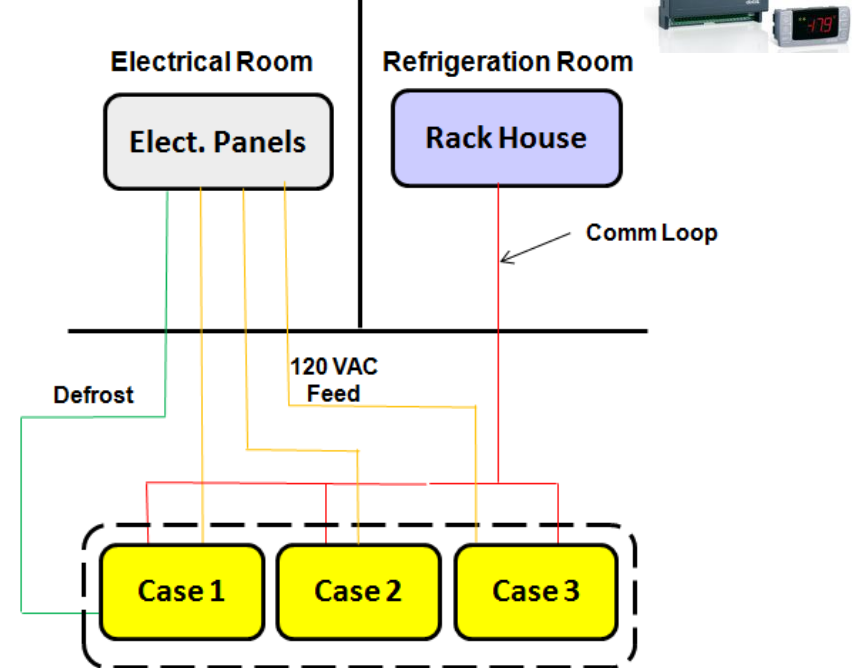 Electrical Room
Refrigeration Room
Elect. Panels
Rack House
Comm Loop
120 VAC
Feed
Defrost
Case 1
Case 2
Case 3